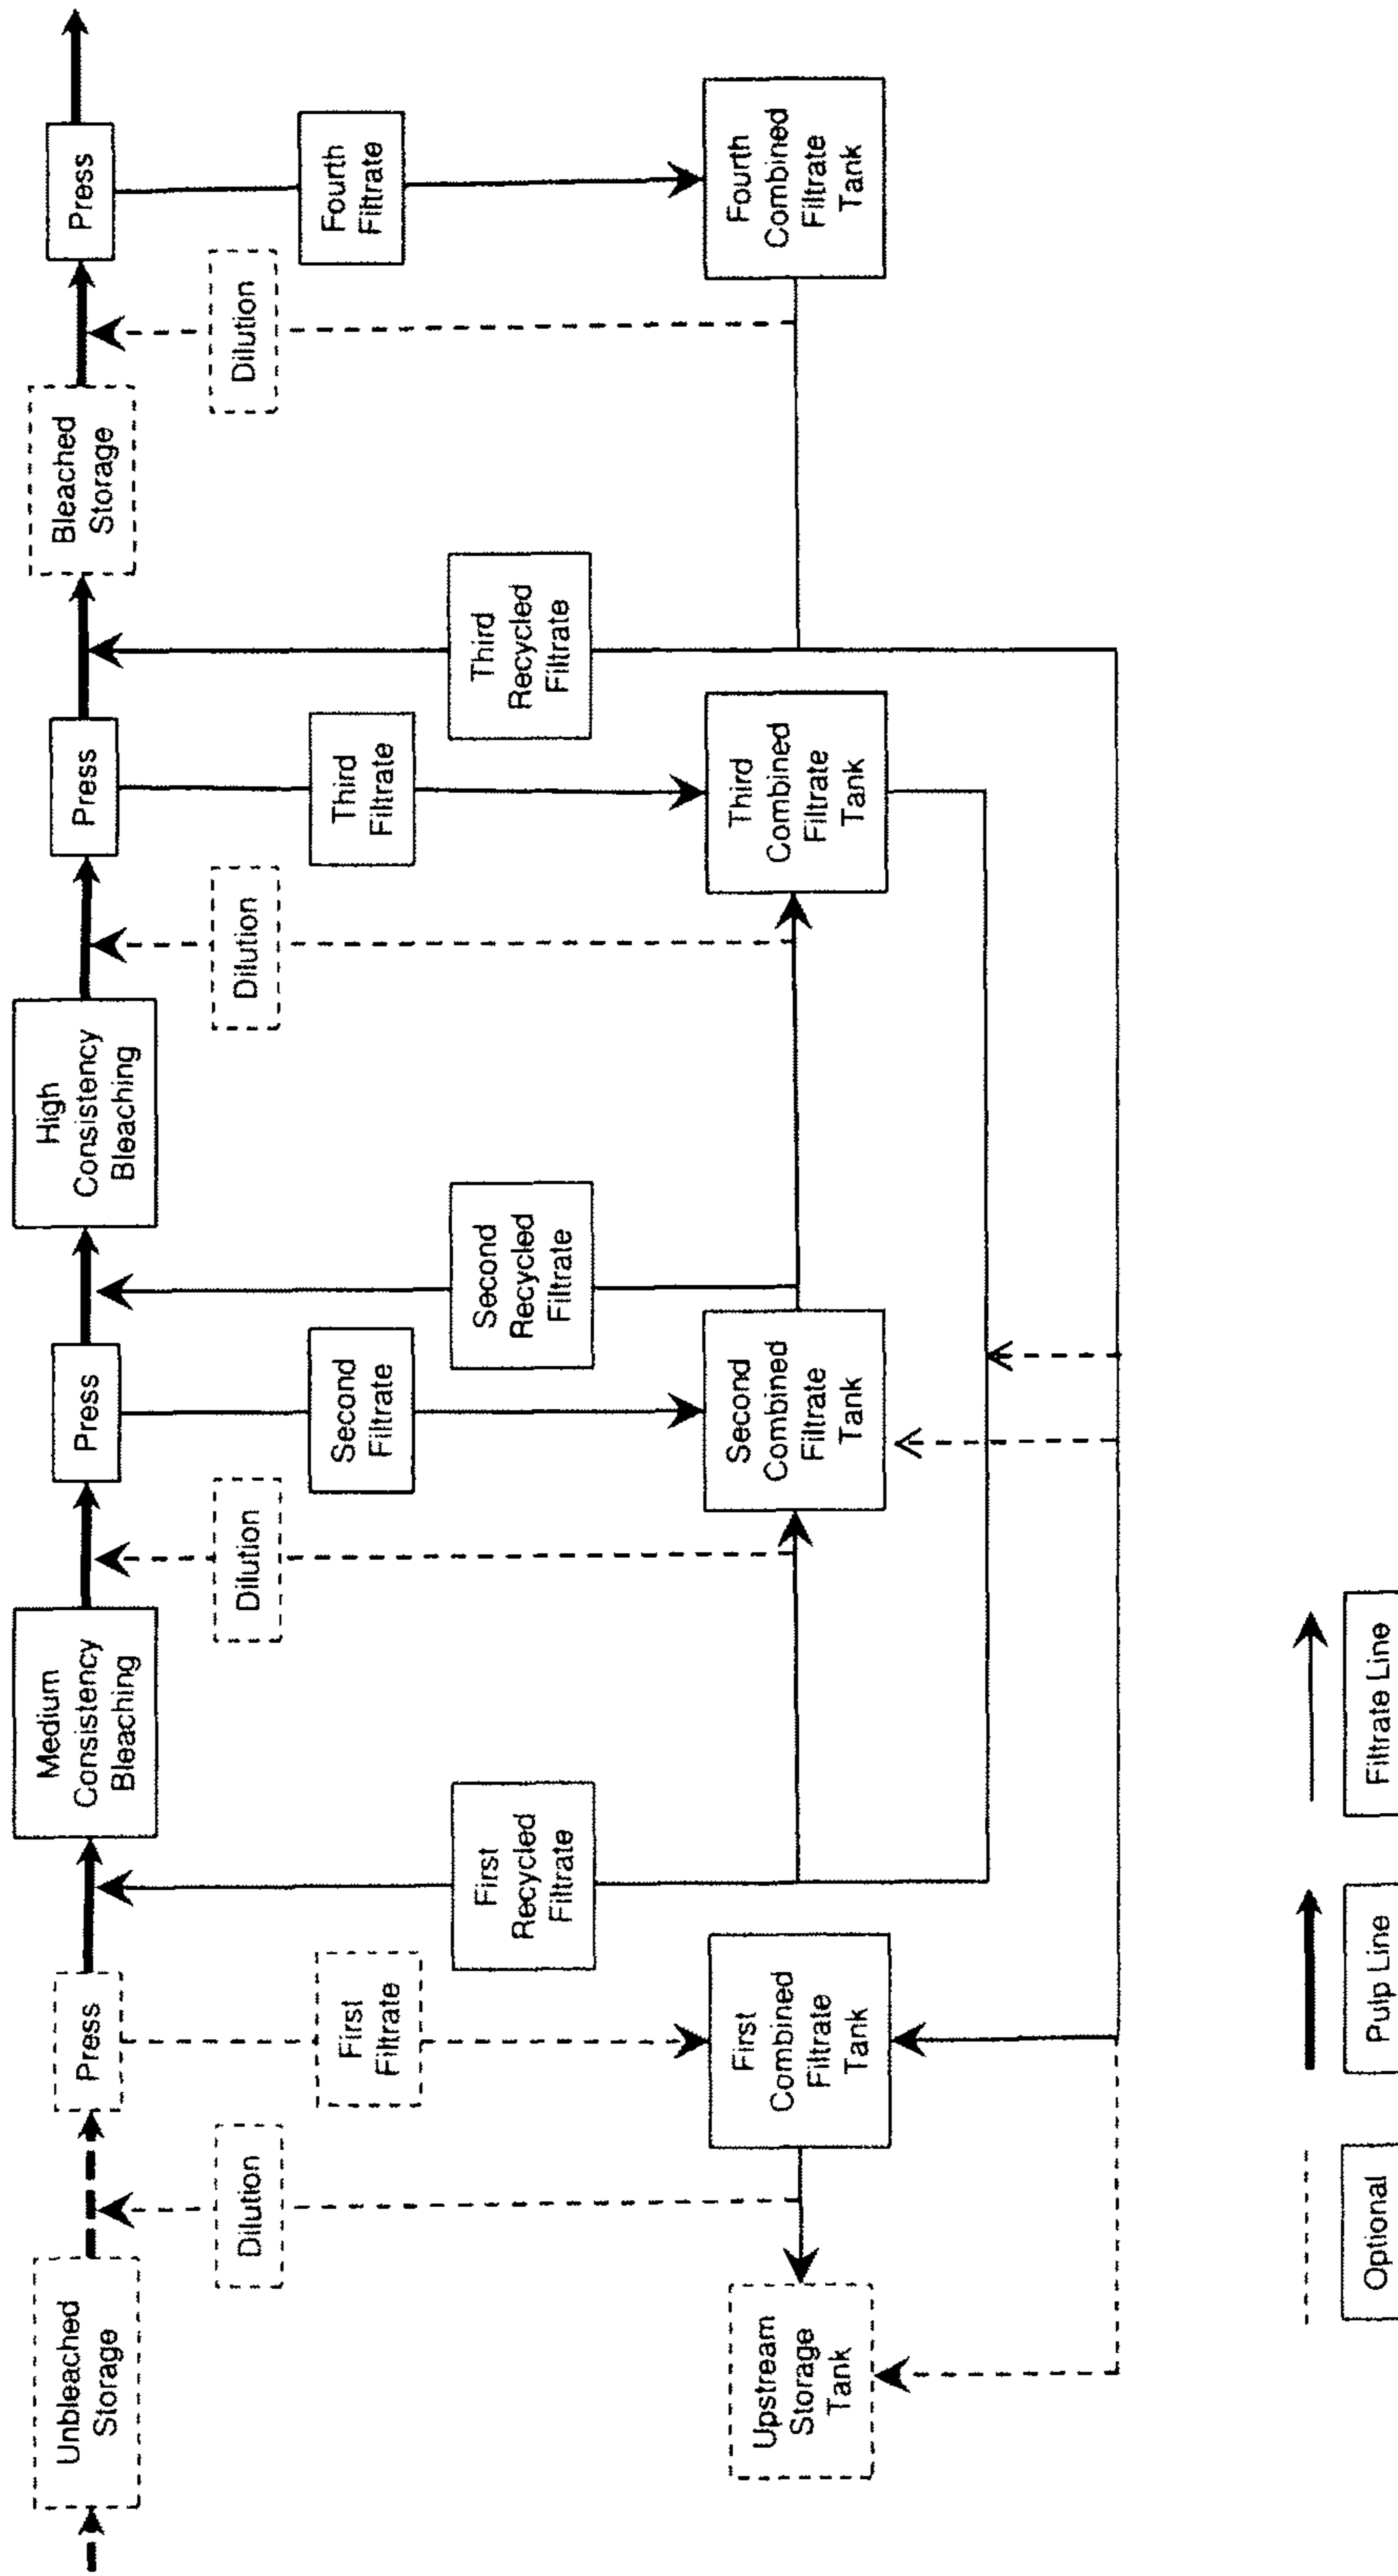 Unbleached
Storage
Press
Medium
Consistency
Bleaching
Press
High
Consistency
Bleaching
Press
Bleached
Storage
Press
Dilution
Dilution
Dilution
Dilution
First
Filtrate
Second
Filtrate
Third
Filtrate
Fourth
Filtrate
First
Recycled
Filtrate
Second
Recycled
Filtrate
Third
Recycled
Filtrate
Upstream
Storage
Tank
First
Combined
Filtrate
Tank
Second
Combined
Filtrate
Tank
Third
Combined
Filtrate
Tank
Fourth
Combined
Filtrate
Tank
Optional
Pulp Line
Filtrate Line